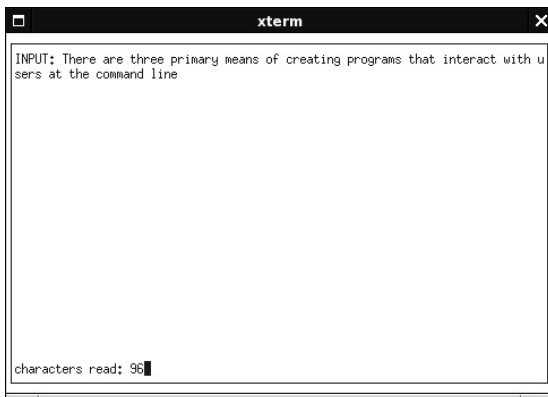 xterm
INPUT: There are three primary means of creating programs that interact with u
sers at the command line
characters read: 96